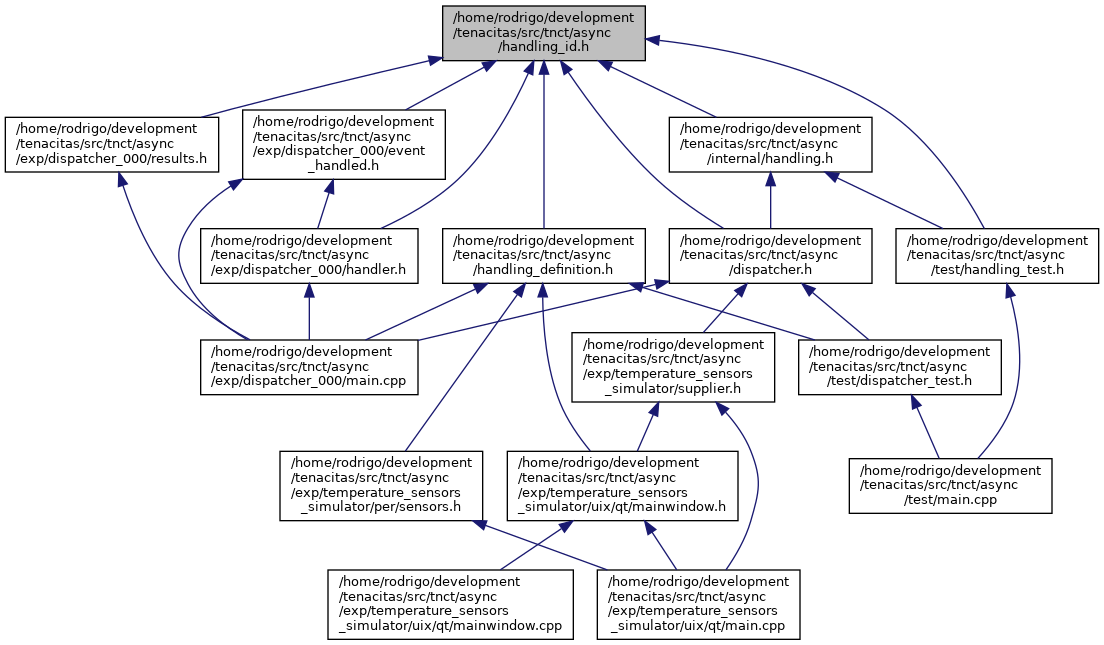 /home/rodrigo/development
/tenacitas/src/tnct/async
/handling_id.h
/home/rodrigo/development
/tenacitas/src/tnct/async
/exp/dispatcher_000/results.h
/home/rodrigo/development
/tenacitas/src/tnct/async
/exp/dispatcher_000/event
_handled.h
/home/rodrigo/development
/tenacitas/src/tnct/async
/internal/handling.h
/home/rodrigo/development
/tenacitas/src/tnct/async
/exp/dispatcher_000/handler.h
/home/rodrigo/development
/tenacitas/src/tnct/async
/handling_definition.h
/home/rodrigo/development
/tenacitas/src/tnct/async
/dispatcher.h
/home/rodrigo/development
/tenacitas/src/tnct/async
/test/handling_test.h
/home/rodrigo/development
/tenacitas/src/tnct/async
/exp/dispatcher_000/main.cpp
/home/rodrigo/development
/tenacitas/src/tnct/async
/exp/temperature_sensors
_simulator/supplier.h
/home/rodrigo/development
/tenacitas/src/tnct/async
/test/dispatcher_test.h
/home/rodrigo/development
/tenacitas/src/tnct/async
/exp/temperature_sensors
_simulator/per/sensors.h
/home/rodrigo/development
/tenacitas/src/tnct/async
/exp/temperature_sensors
_simulator/uix/qt/mainwindow.h
/home/rodrigo/development
/tenacitas/src/tnct/async
/test/main.cpp
/home/rodrigo/development
/tenacitas/src/tnct/async
/exp/temperature_sensors
_simulator/uix/qt/mainwindow.cpp
/home/rodrigo/development
/tenacitas/src/tnct/async
/exp/temperature_sensors
_simulator/uix/qt/main.cpp